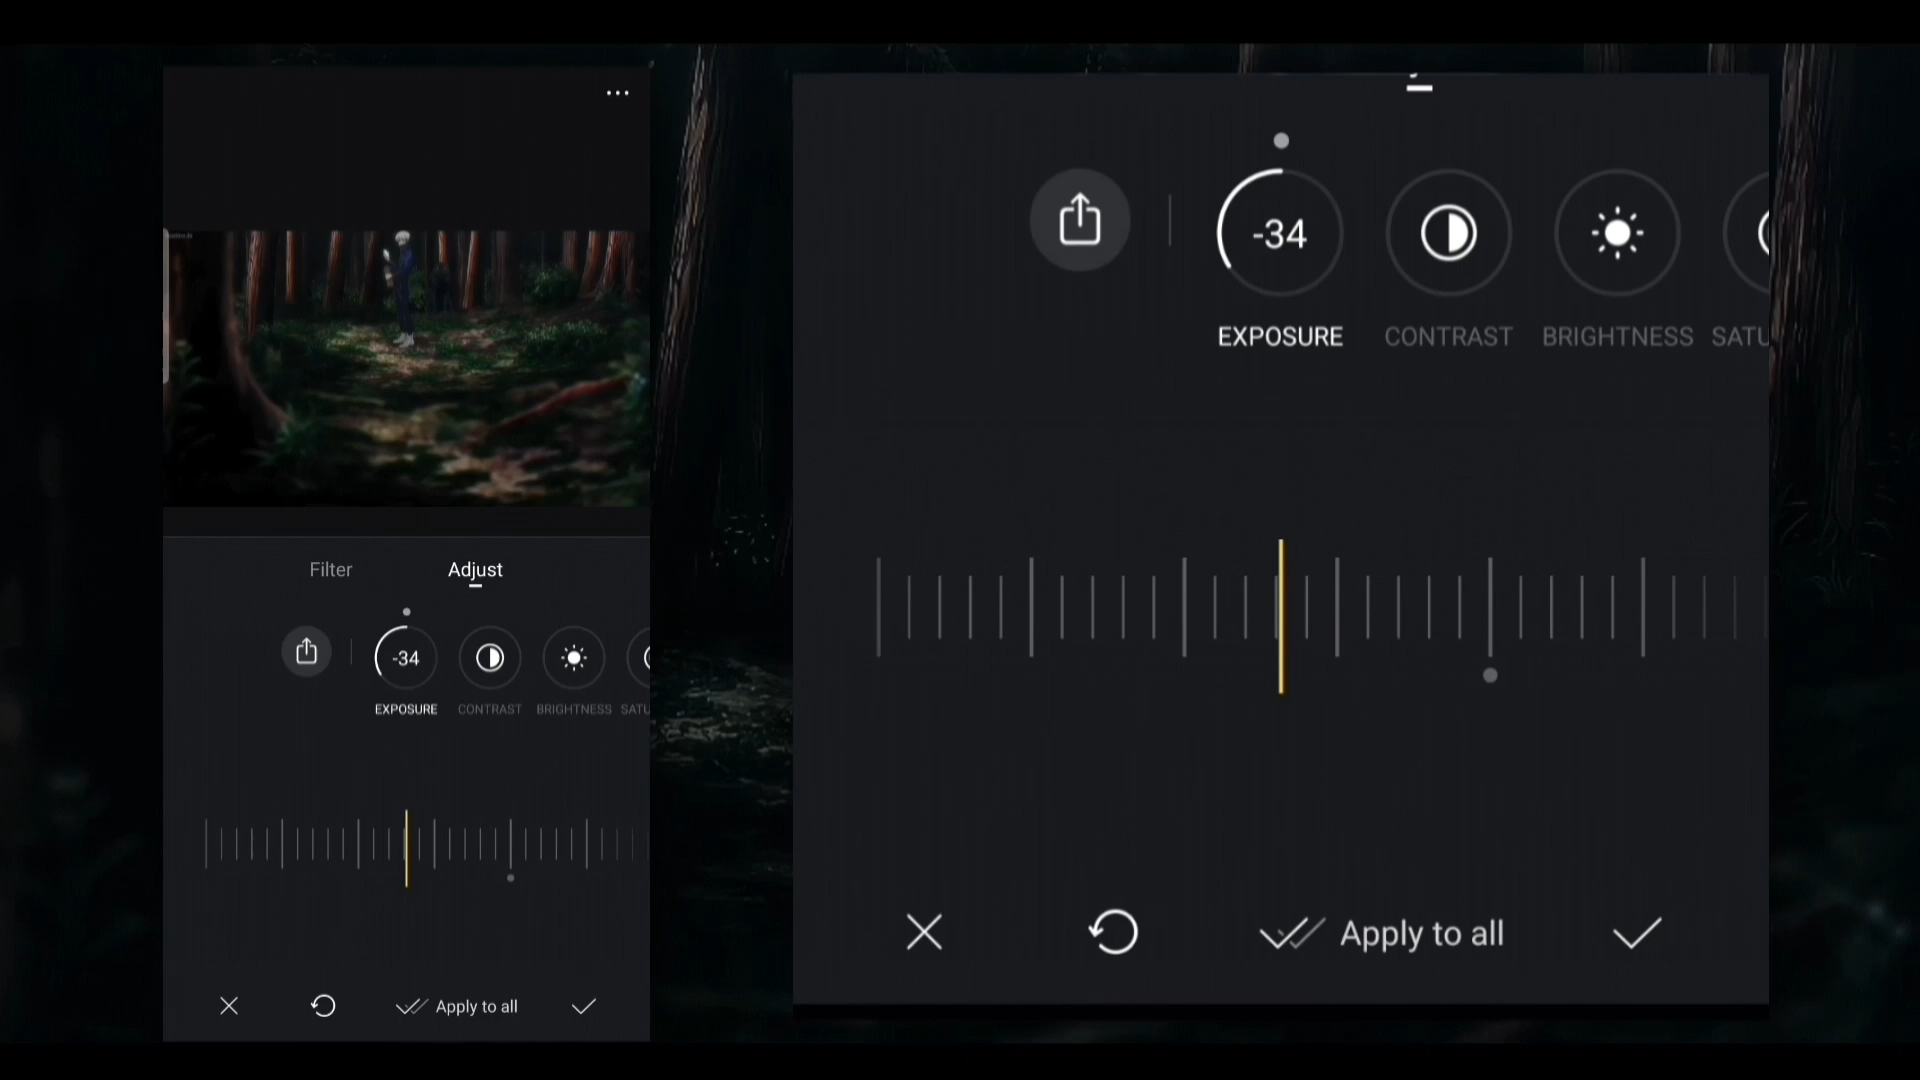 Filter Adjust
-34
EXPOSURE CONTRAST BRIGHTNESS SATU
Apply to all
-34
EXPOSURE CONTRAST BRIGHTNESS SATU
Apply to all